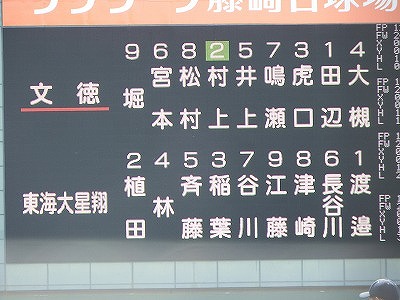 藤崎台球場
文徳
9 6 8 2 5 7 3 1 4
堀
宮本
松村
村上
井上
鳴瀬
虎口
田辺
大槻
東海大星翔
2 4 5 3 7 9 8 6 1
植田
林
斉藤
稲葉
谷川
江藤
津崎
長谷川
渡邉